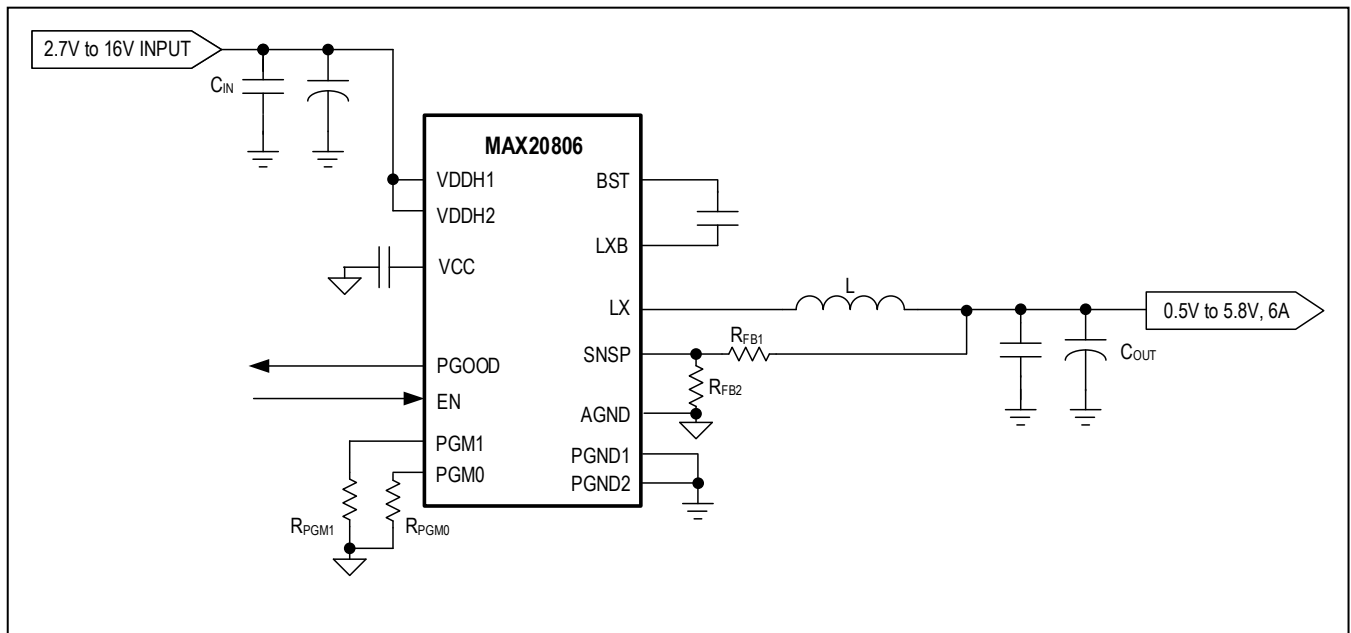 2.7V to 16V INPUT
CIN
MAX20806
VDDH1
VDDH2
VCC
PGOOD
EN
PGM1
PGM0
BST
LXB
LX
SNSP
AGND
PGND1
PGND2
L
RFB1
RFB2
COUT
0.5V to 5.8V, 6A
RPGM1
RPGM0